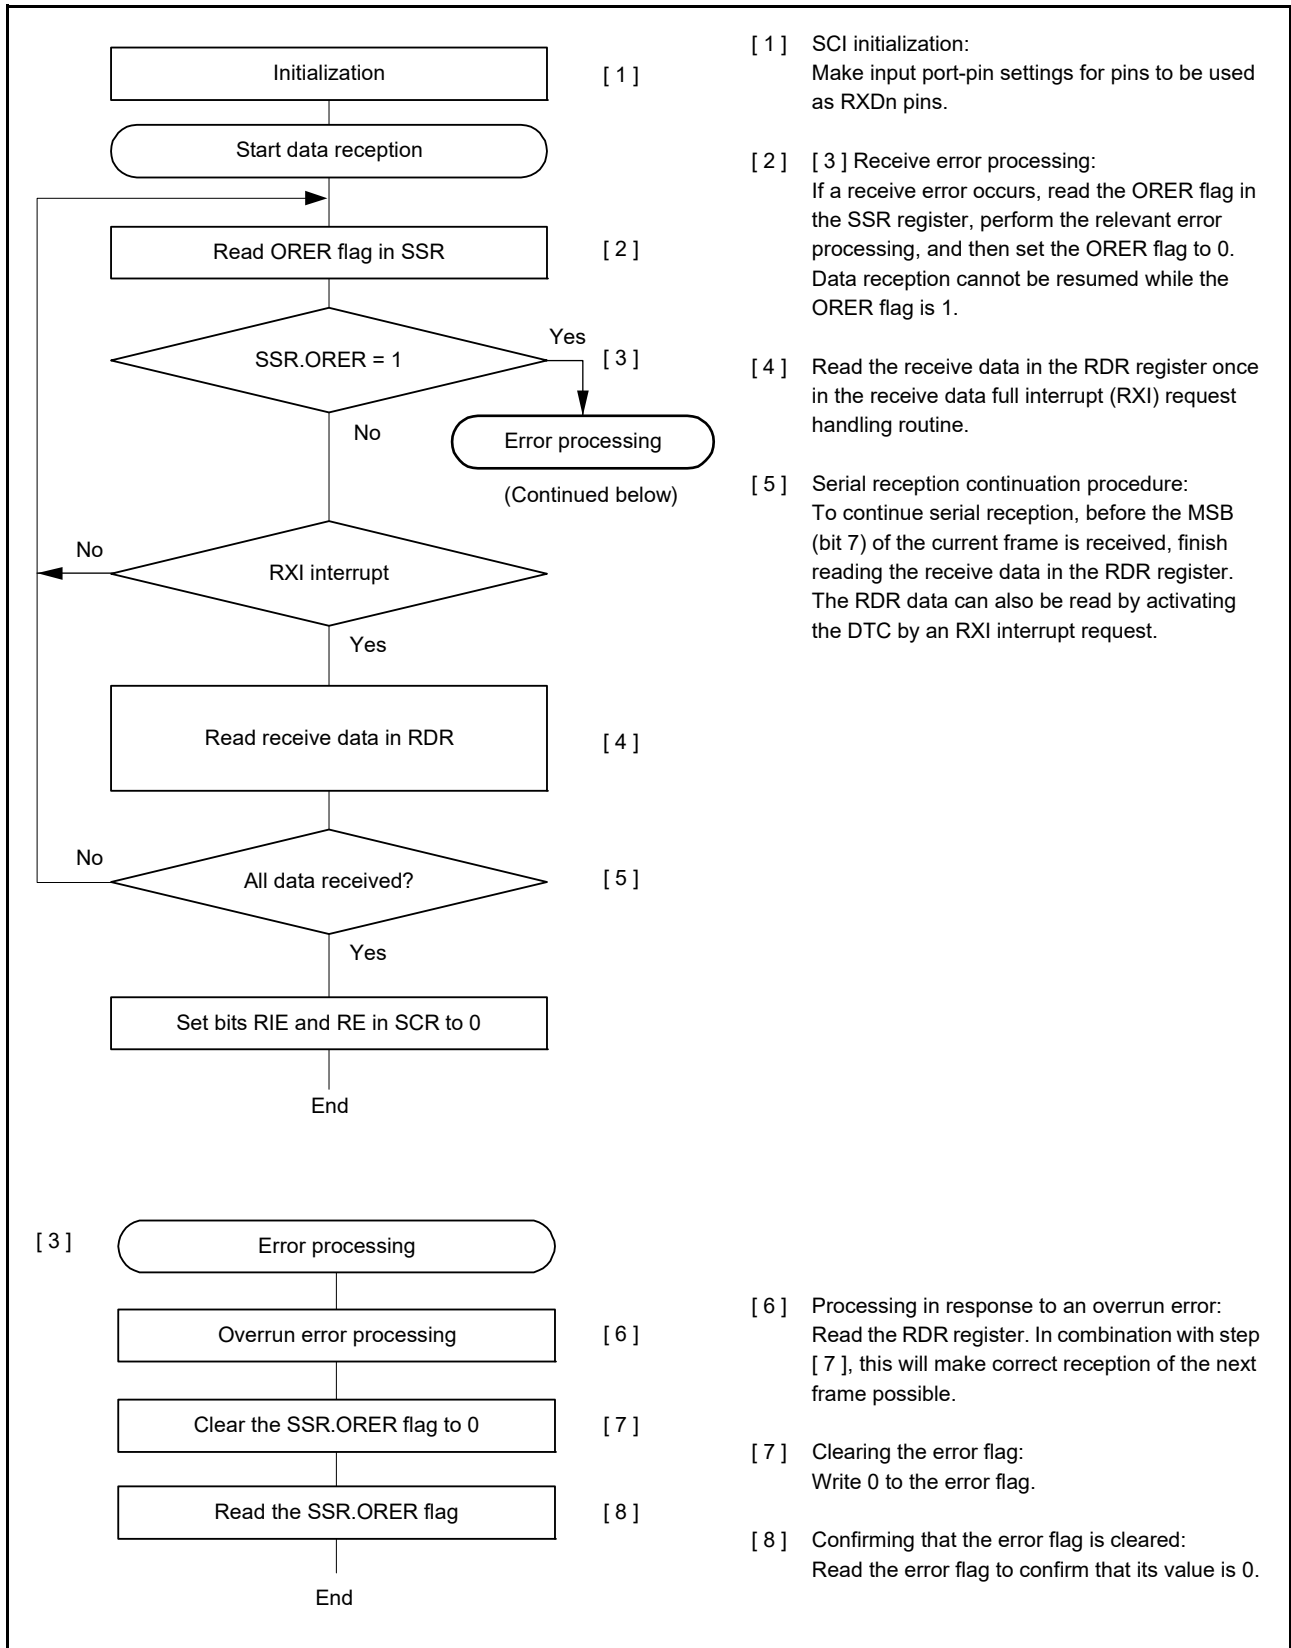 Initialization
[ 1 ]
Start data reception
Read ORER flag in SSR
[ 2 ]
SSR.ORER = 1
Yes
[ 3 ]
No
Error processing
(Continued below)
No
RXI interrupt
Yes
Read receive data in RDR
[ 4 ]
No
All data received?
[ 5 ]
Yes
Set bits RIE and RE in SCR to 0
End
[ 1 ] SCI initialization:
Make input port-pin settings for pins to be used
as RXDn pins.
[ 2 ] [ 3 ] Receive error processing:
If a receive error occurs, read the ORER flag in
the SSR register, perform the relevant error
processing, and then set the ORER flag to 0.
Data reception cannot be resumed while the
ORER flag is 1.
[ 4 ] Read the receive data in the RDR register once
in the receive data full interrupt (RXI) request
handling routine.
[ 5 ] Serial reception continuation procedure:
To continue serial reception, before the MSB
(bit 7) of the current frame is received, finish
reading the receive data in the RDR register.
The RDR data can also be read by activating
the DTC by an RXI interrupt request.
[ 3 ]
Error processing
Overrun error processing
[ 6 ]
Clear the SSR.ORER flag to 0
[ 7 ]
Read the SSR.ORER flag
[ 8 ]
End
[ 6 ] Processing in response to an overrun error:
Read the RDR register. In combination with step
[ 7 ], this will make correct reception of the next
frame possible.
[ 7 ] Clearing the error flag:
Write 0 to the error flag.
[ 8 ] Confirming that the error flag is cleared:
Read the error flag to confirm that its value is 0.